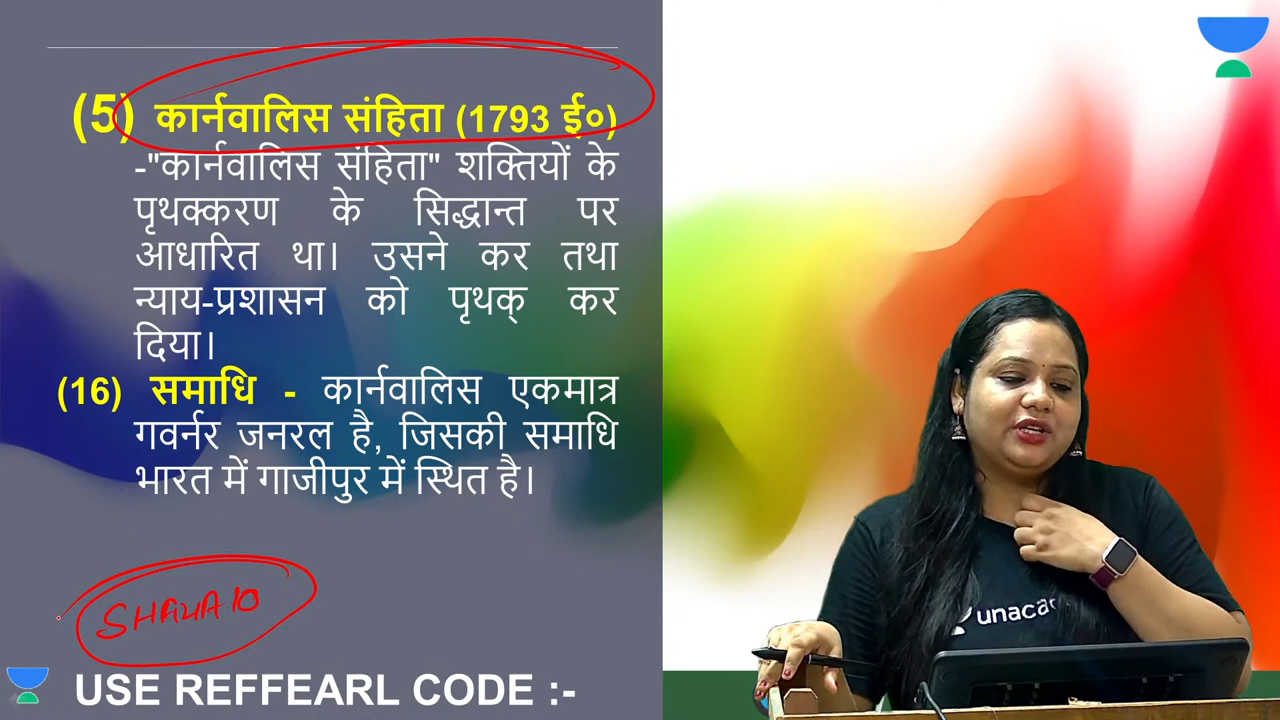 (5) कार्नवालिस संहिता (1793 ई०)
-"कार्नवालिस संहिता" शक्तियों के
पृथक्करण के सिद्धान्त पर
आधारित था। उसने कर तथा
न्याय-प्रशासन को पृथक् कर
दिया।
(16) समाधि - कार्नवालिस एकमात्र
गवर्नर जनरल है, जिसकी समाधि
भारत में गाजीपुर में स्थित है।
USE REFFEARL CODE :-
unaca